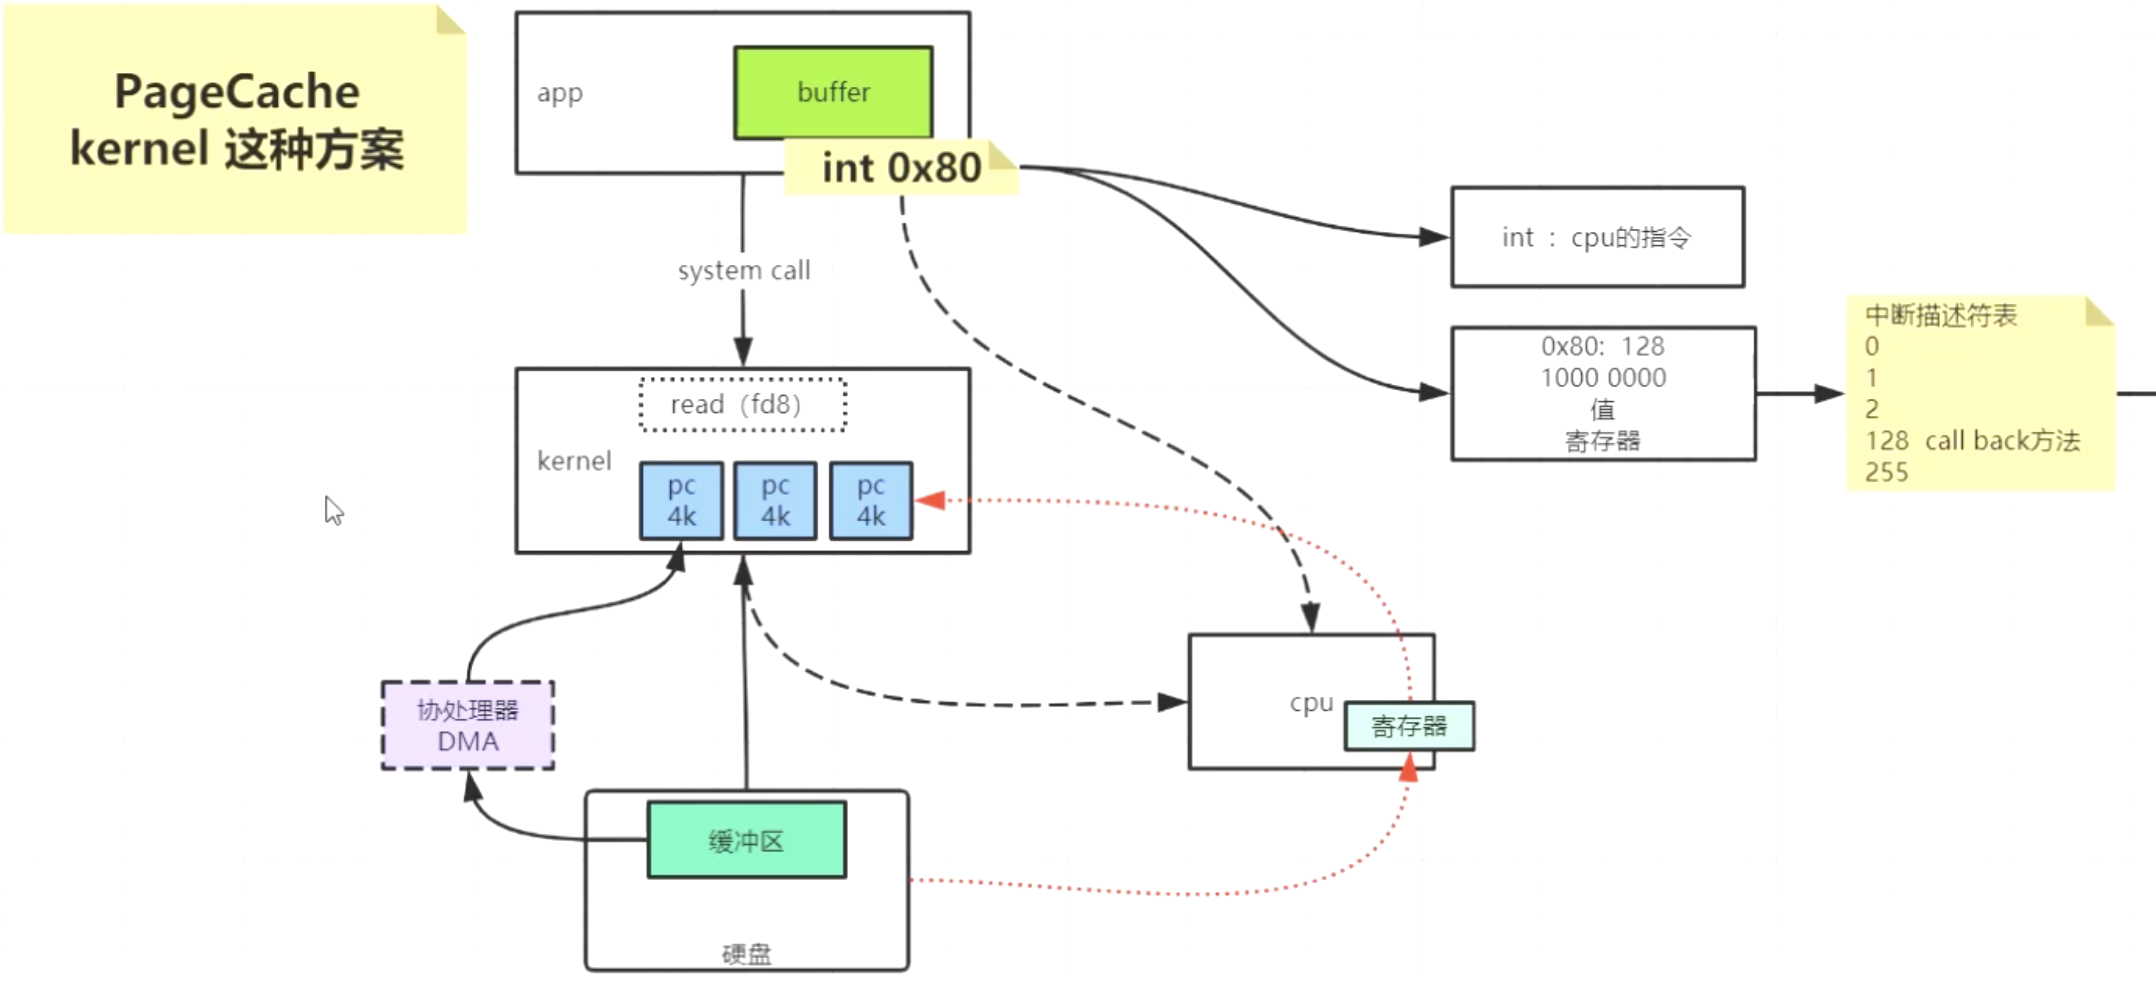 PageCache
kernel 这种方案
app
buffer
int 0x80
system call
int ：cpu的指令
0x80: 128
1000 0000
值
寄存器
中断描述符表
0
1
2
128 call back方法
255
read（fd8）
kernel
pc
4k
pc
4k
pc
4k
协处理器
DMA
cpu
寄存器
缓冲区
硬盘